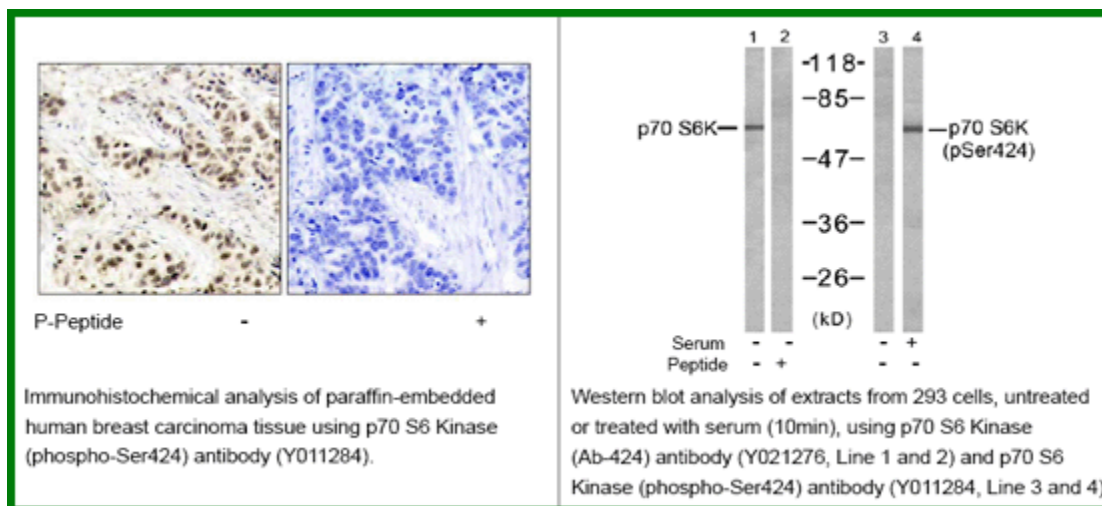 P-Peptide - +
Immunohistochemical analysis of paraffin-embedded
human breast carcinoma tissue using p70 S6 Kinase
(phospho-Ser424) antibody (Y011284).
1 2 3 4
-118-
-85-
p70 S6K
p70 S6K
(pSer424)
-47-
-36-
-26-
(kD)
Serum - - - +
Peptide - + - -
Western blot analysis of extracts from 293 cells, untreated
or treated with serum (10min), using p70 S6 Kinase
(Ab-424) antibody (Y021276, Line 1 and 2) and p70 S6
Kinase (phospho-Ser424) antibody (Y011284, Line 3 and 4)